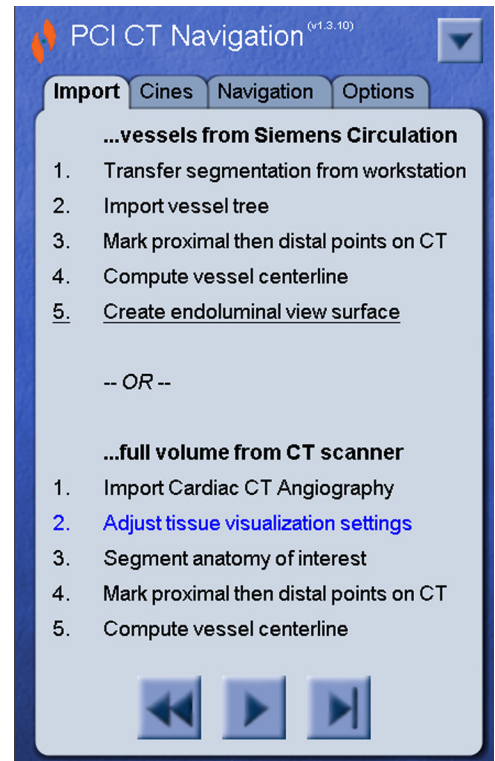 PCI CT Navigation (v1.3.10)
Import Cines Navigation Options
...vessels from Siemens Circulation
1. Transfer segmentation from workstation
2. Import vessel tree
3. Mark proximal then distal points on CT
4. Compute vessel centerline
5. Create endoluminal view surface
-- OR --
...full volume from CT scanner
1. Import Cardiac CT Angiography
2. Adjust tissue visualization settings
3. Segment anatomy of interest
4. Mark proximal then distal points on CT
5. Compute vessel centerline